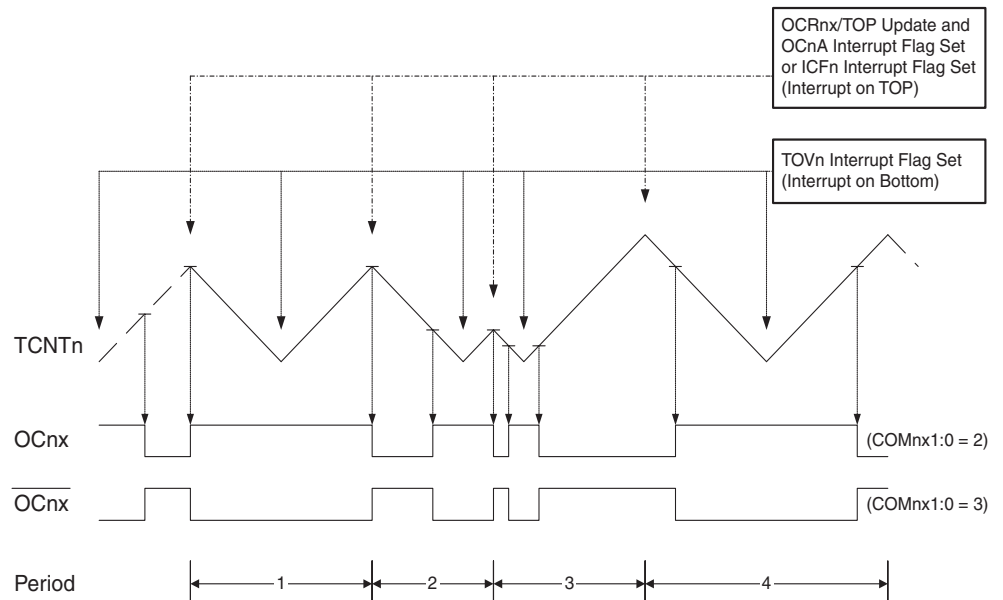 OCRnx/TOP Update and
OCnA Interrupt Flag Set
or ICFn Interrupt Flag Set
(Interrupt on TOP)
TOVn Interrupt Flag Set
(Interrupt on Bottom)
TCNTn
OCnx
(COMnx1:0 = 2)
OCnx
(COMnx1:0 = 3)
Period
1
2
3
4